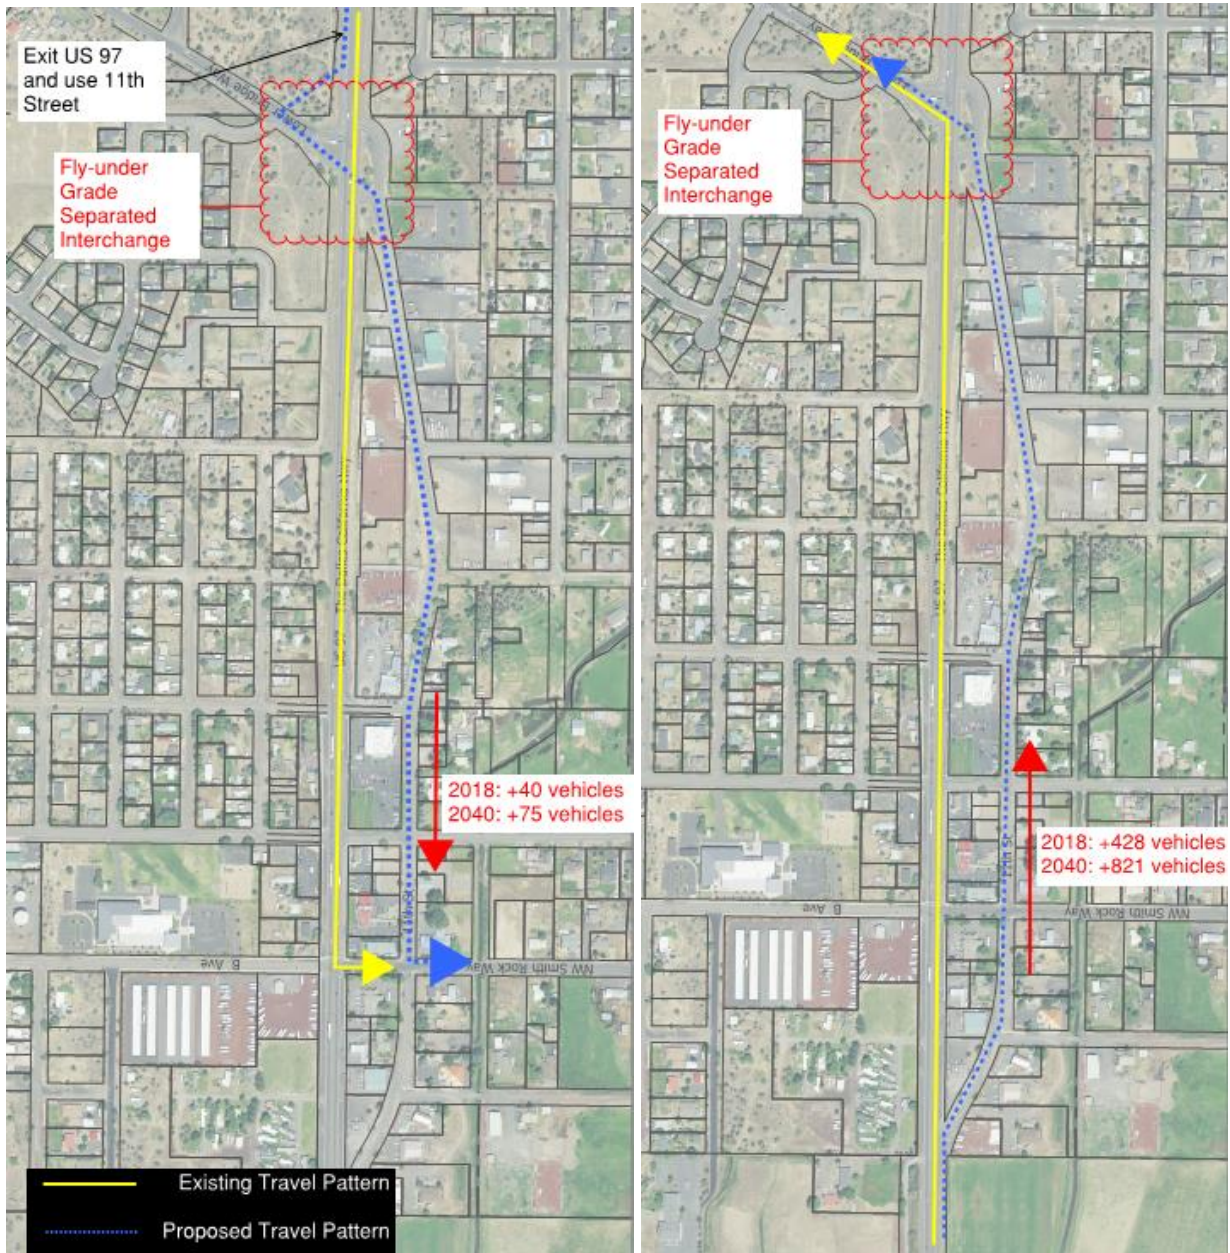 Exit US 97
and use 11th
Street
Fly-under
Grade
Separated
Interchange
2018: +40 vehicles
2040: +75 vehicles
B Ave
NW Smith Rock Way
Existing Travel Pattern
Proposed Travel Pattern
Fly-under
Grade
Separated
Interchange
2018: +428 vehicles
2040: +821 vehicles
B Ave
NW Smith Rock Way